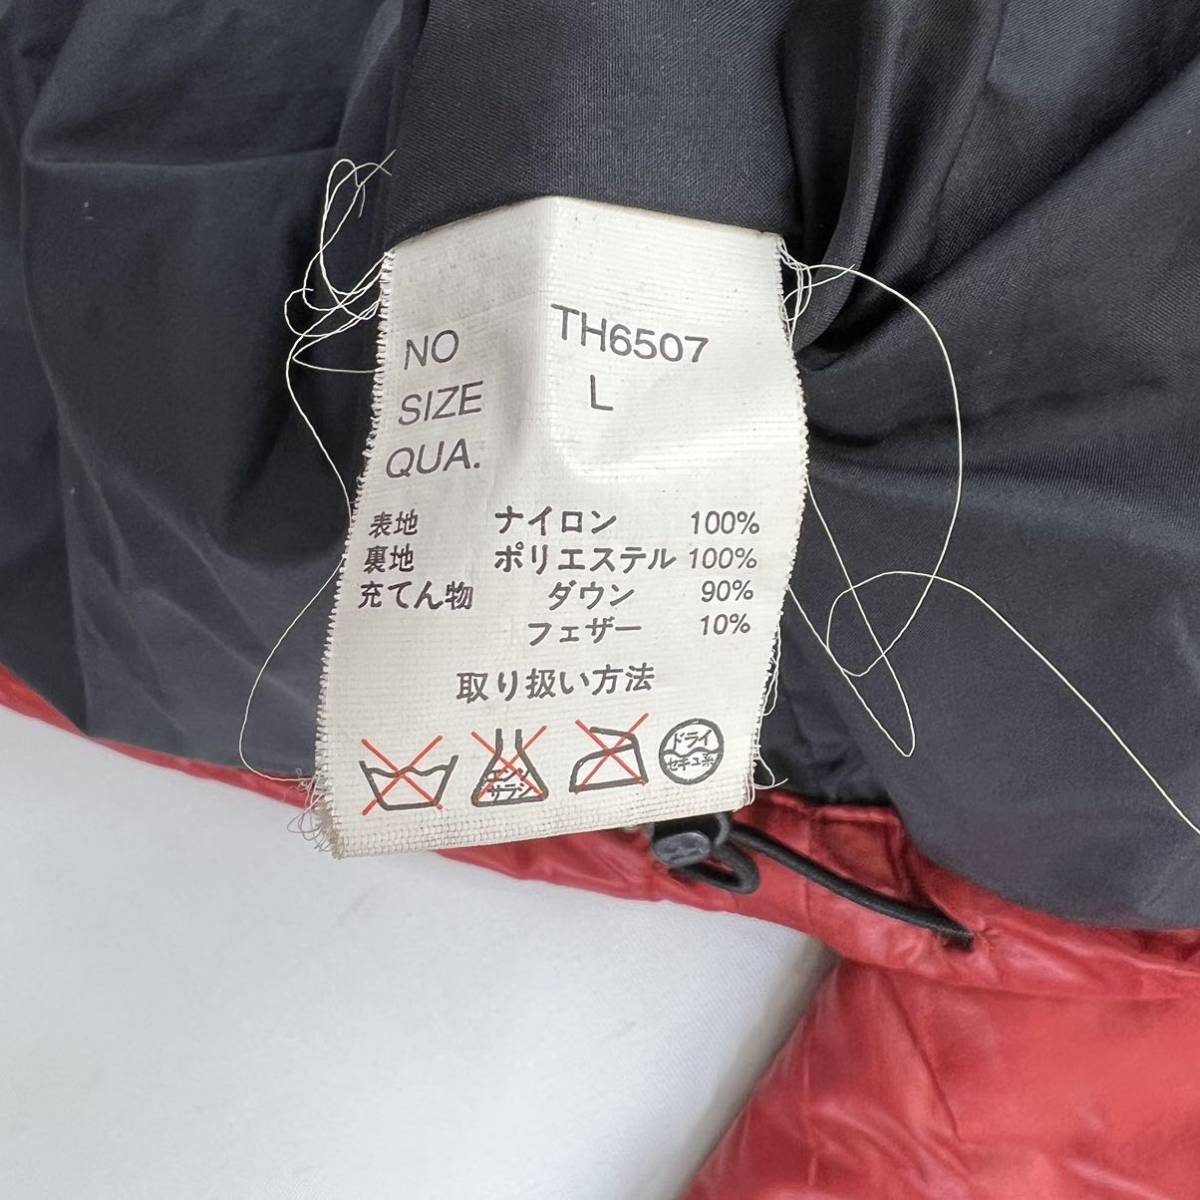 NO TH6507
SIZE L
QUA.
表地 ナイロン 100%
裏地 ポリエステル 100%
充てん物 ダウン 90%
フェザー 10%
取り扱い方法
エンソ
サラシ
ドライ
セキユ系